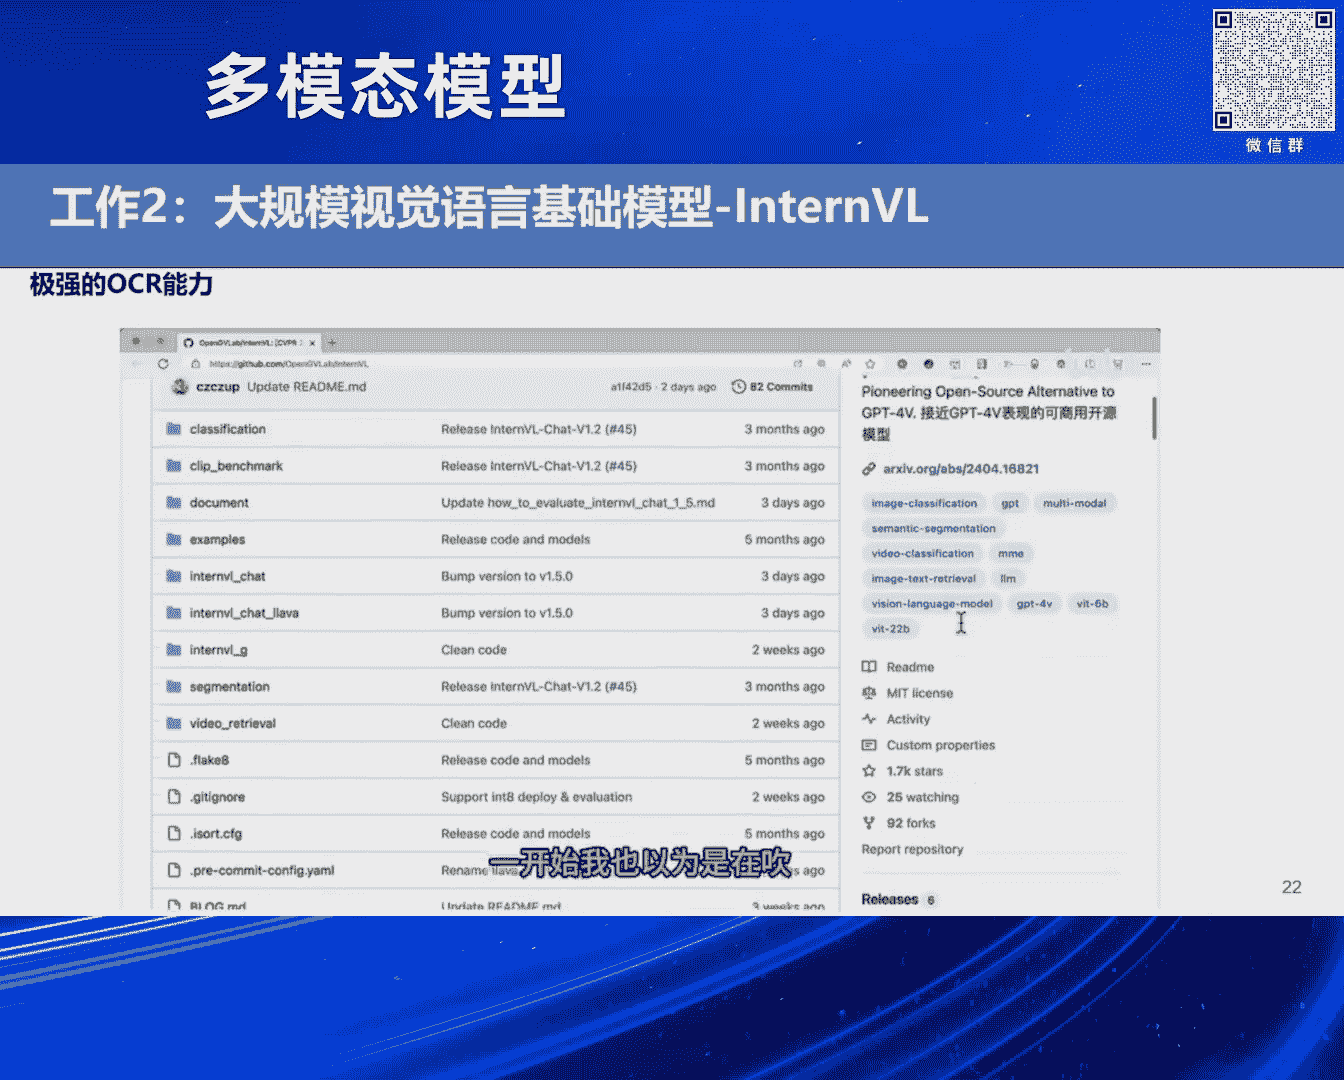 多模态模型
微信群
工作2：大规模视觉语言基础模型-InternVL
极强的OCR能力
OpenGVLab/InternVL: [CVPR
https://github.com/OpenGVLab/InternVL
czczup Update README.md a1f42d5 · 2 days ago 82 Commits
classification Release InternVL-Chat-V1.2 (#45) 3 months ago
clip_benchmark Release InternVL-Chat-V1.2 (#45) 3 months ago
document Update how_to_evaluate_internvl_chat_1_5.md 3 days ago
examples Release code and models 5 months ago
internvl_chat Bump version to v1.5.0 3 days ago
internvl_chat_llava Bump version to v1.5.0 3 days ago
internvl_g Clean code 2 weeks ago
segmentation Release InternVL-Chat-V1.2 (#45) 3 months ago
video_retrieval Clean code 2 weeks ago
.flake8 Release code and models 5 months ago
.gitignore Support int8 deploy & evaluation 2 weeks ago
.isort.cfg Release code and models 5 months ago
.pre-commit-config.yaml Rename llava s ago
一开始我也以为是在吹
BLOG.md Update README.md 3 weeks ago
Pioneering Open-Source Alternative to
GPT-4V. 接近GPT-4V表现的可商用开源
模型
arxiv.org/abs/2404.16821
image-classification gpt multi-modal
semantic-segmentation
video-classification mme
image-text-retrieval llm
vision-language-model gpt-4v vit-6b
vit-22b
Readme
MIT license
Activity
Custom properties
1.7k stars
25 watching
92 forks
Report repository
Releases 6
22